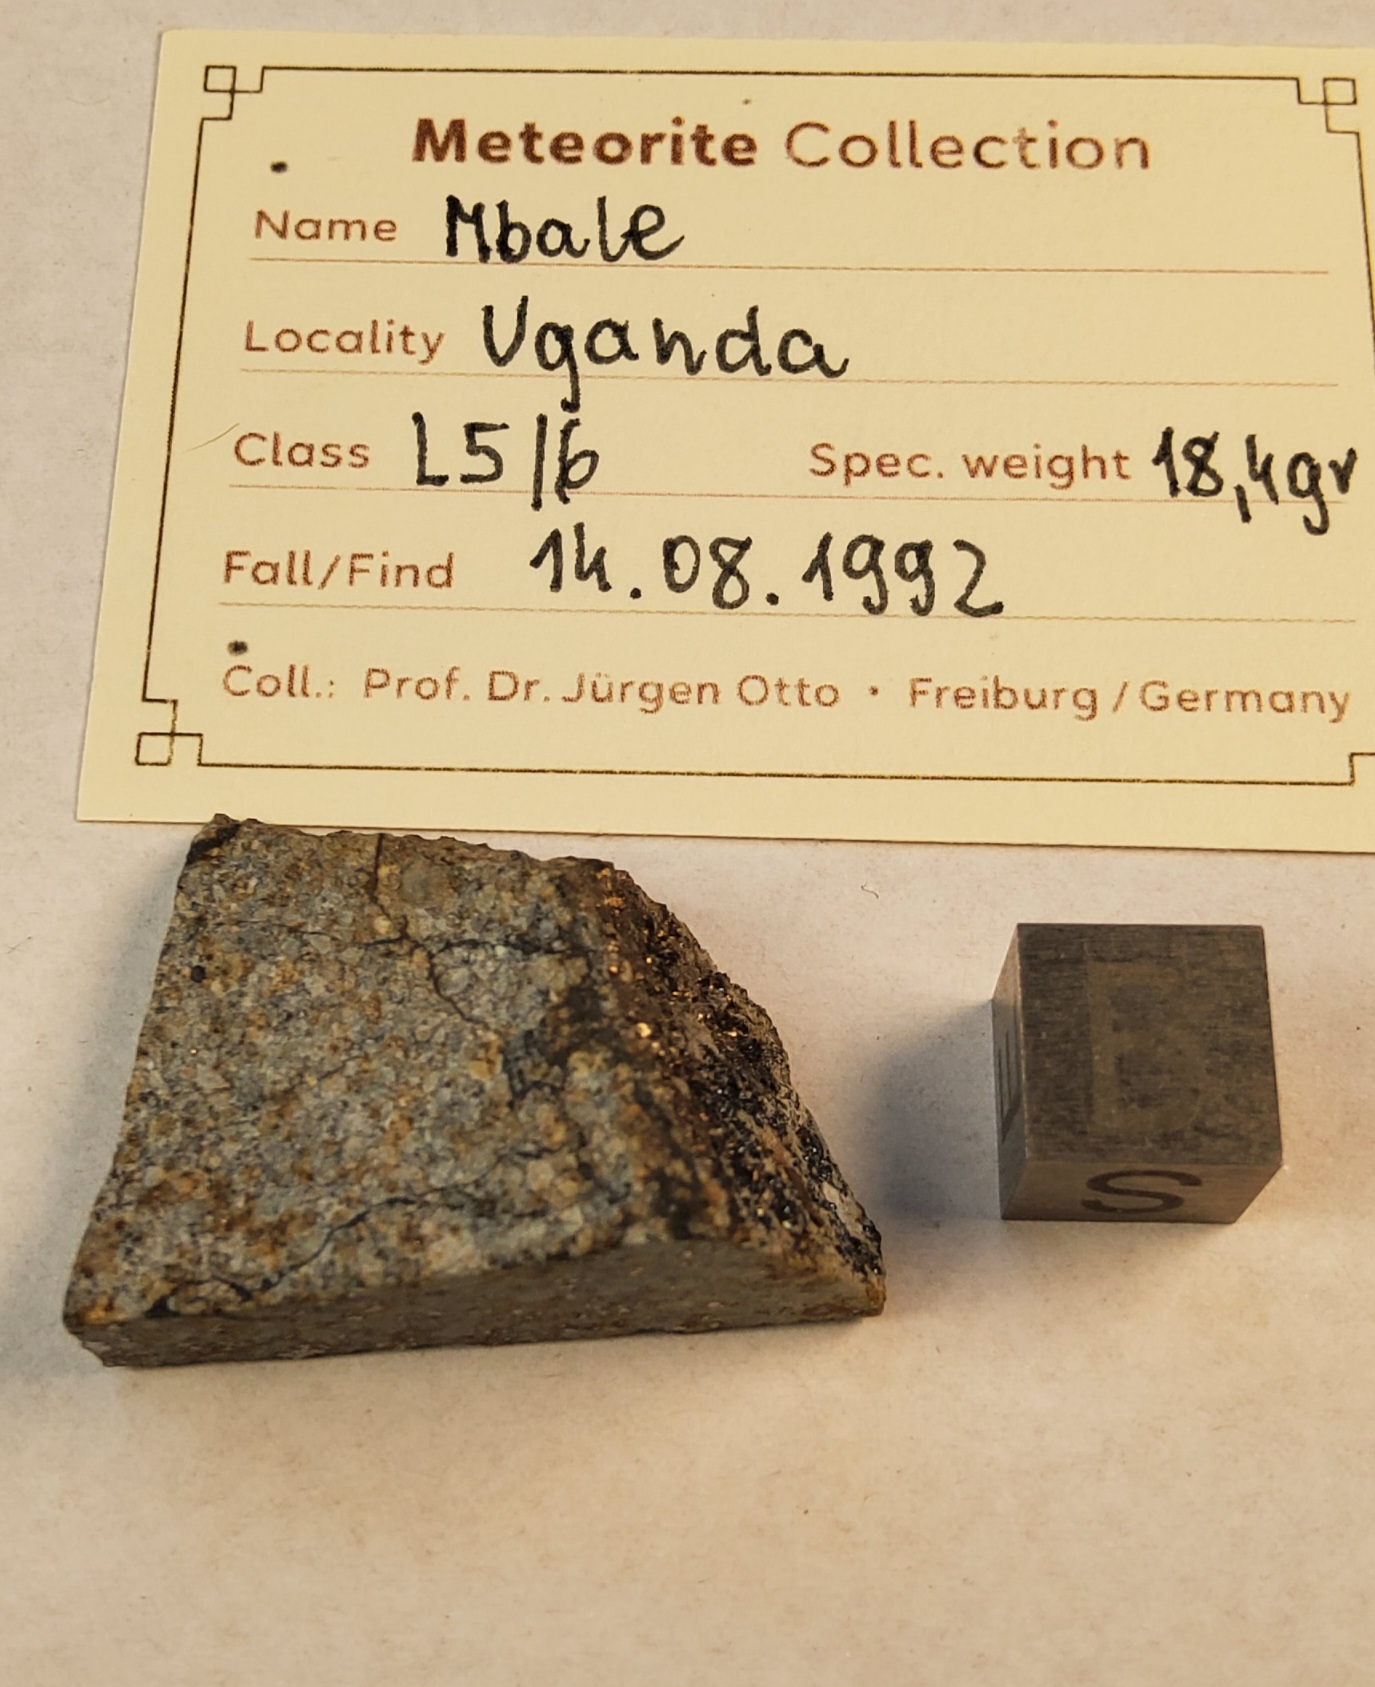 Meteorite Collection
Name Mbale
Locality Uganda
Class L5/6 Spec. weight 18,4gr
Fall/Find 14.08.1992
Coll.: Prof. Dr. Jürgen Otto · Freiburg / Germany
S